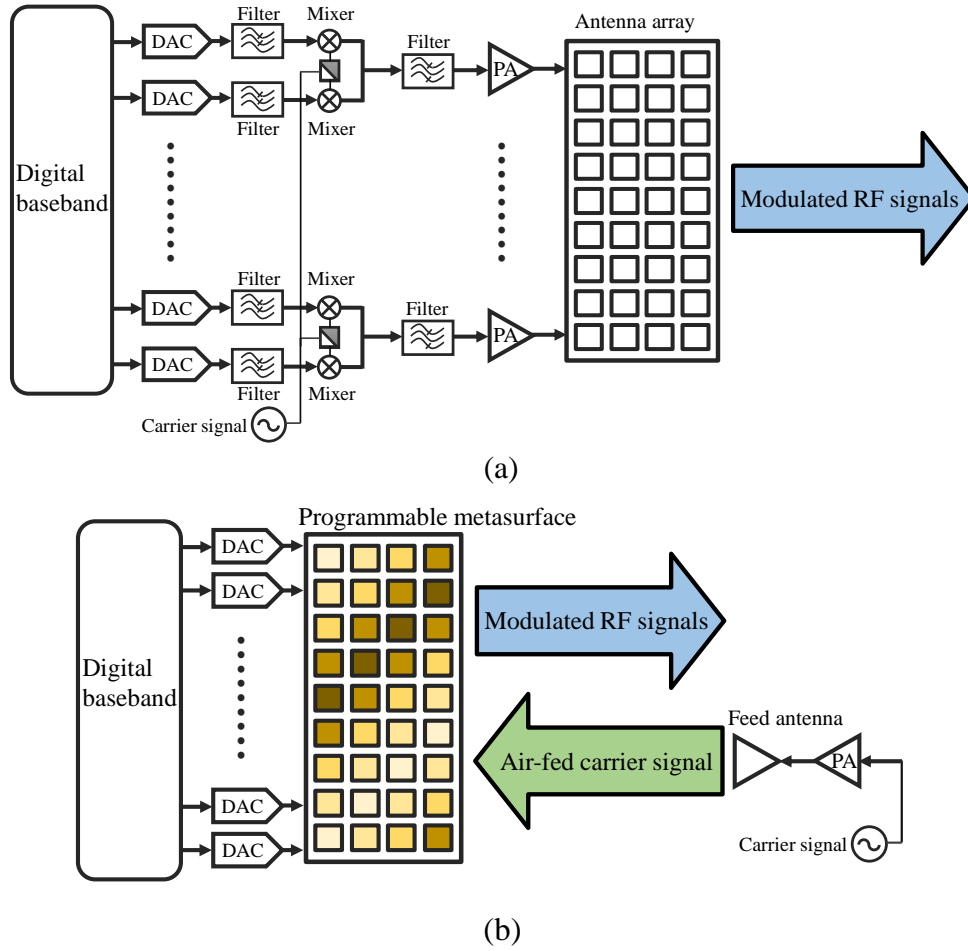 Filter
Mixer
DAC
Antenna array
Filter
PA
DAC
Filter
Mixer
Digital
baseband
Modulated RF signals
Filter
Mixer
DAC
Filter
PA
DAC
Filter
Mixer
Carrier signal
(a)
Programmable metasurface
DAC
DAC
Modulated RF signals
Digital
baseband
Feed antenna
Air-fed carrier signal
PA
DAC
Carrier signal
DAC
(b)